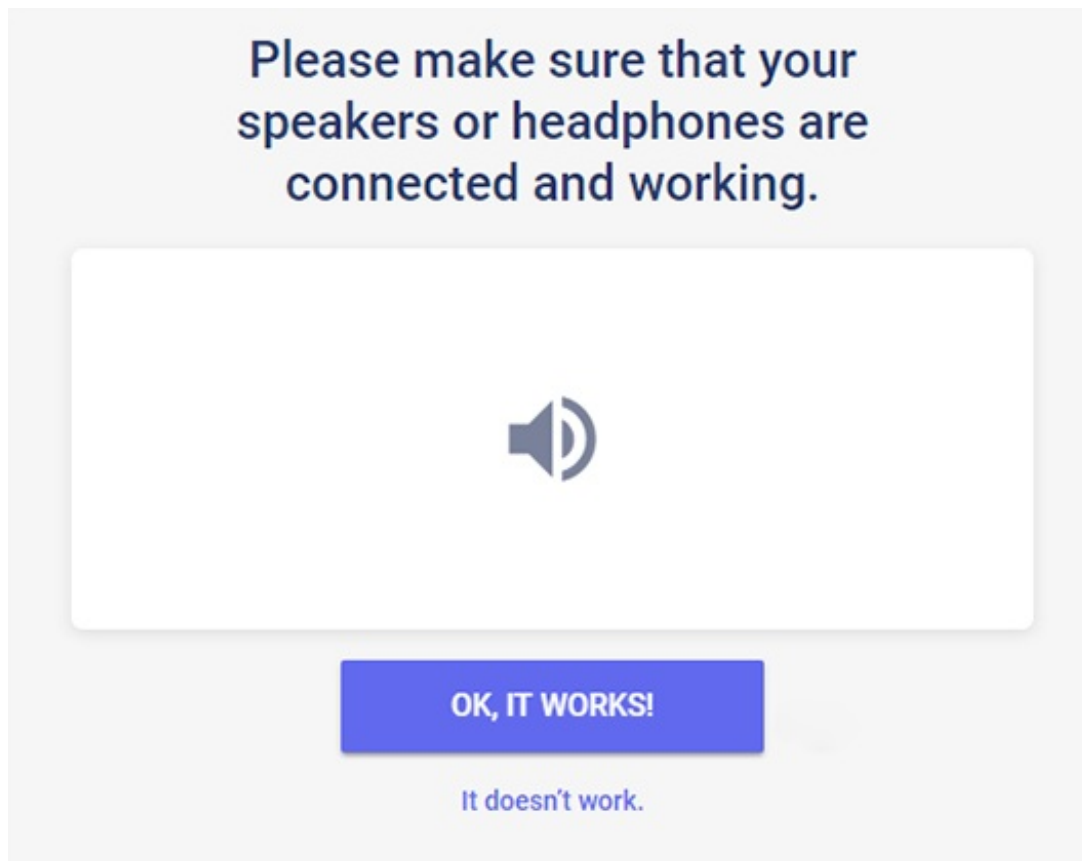 Please make sure that your
speakers or headphones are
connected and working.
OK, IT WORKS!
It doesn't work.